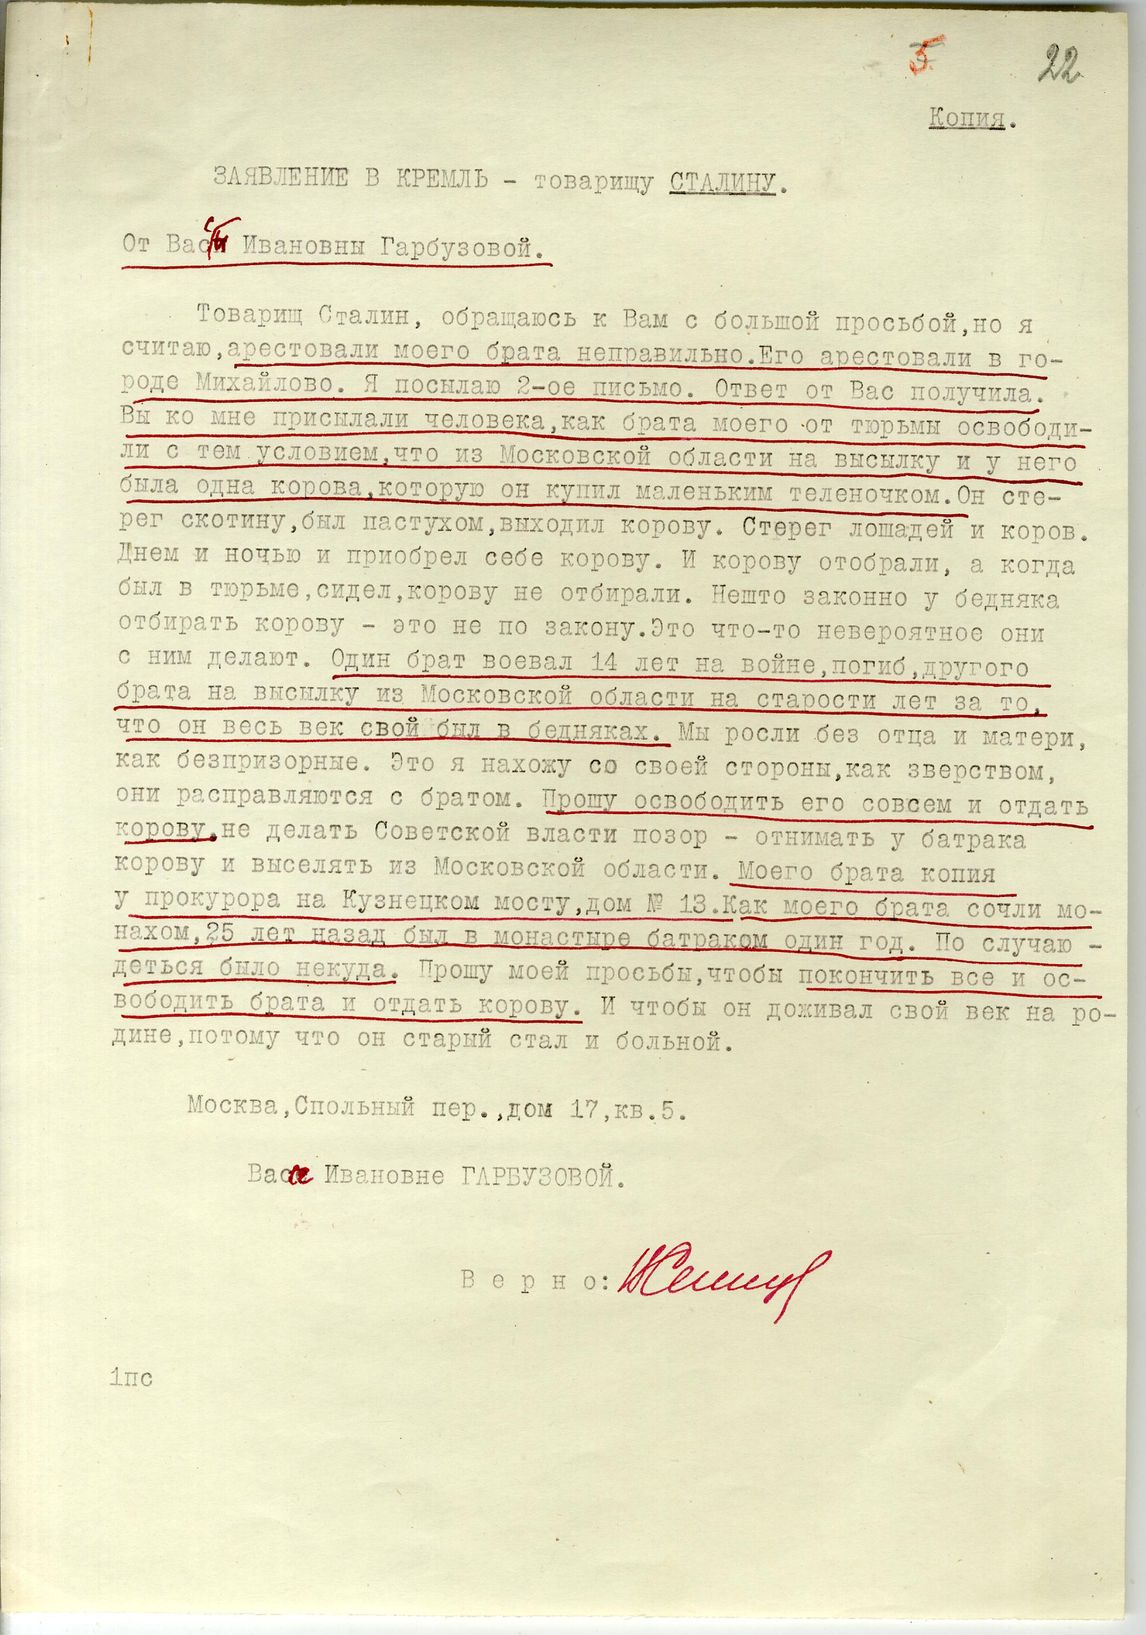 5. 22
Копия.
ЗАЯВЛЕНИЕ В КРЕМЛЬ - товарищу СТАЛИНУ.
От Вассы Ивановны Гарбузовой.
Товарищ Сталин, обращаюсь к Вам с большой просьбой,но я
считаю,арестовали моего брата неправильно.Его арестовали в го-
роде Михайлово. Я посылаю 2-ое письмо. Ответ от Вас получила.
Вы ко мне присылали человека,как брата моего от тюрьмы освободи-
ли с тем условием,что из Московской области на высылку и у него
была одна корова,которую он купил маленьким теленочком.Он сте-
рег скотину,был пастухом,выходил корову. Стерег лошадей и коров.
Днем и ночью и приобрел себе корову. И корову отобрали, а когда
был в тюрьме,сидел,корову не отбирали. Нешто законно у бедняка
отбирать корову - это не по закону.Это что-то невероятное они
с ним делают. Один брат воевал 14 лет на войне,погиб,другого
брата на высылку из Московской области на старости лет за то,
что он весь век свой был в бедняках. Мы росли без отца и матери,
как безпризорные. Это я нахожу со своей стороны,как зверством,
они расправляются с братом. Прошу освободить его совсем и отдать
корову,не делать Советской власти позор - отнимать у батрака
корову и выселять из Московской области. Моего брата копия
у прокурора на Кузнецком мосту,дом № 13.Как моего брата сочли мо-
нахом,25 лет назад был в монастыре батраком один год. По случаю -
деться было некуда. Прошу моей просьбы,чтобы покончить все и ос-
вободить брата и отдать корову. И чтобы он доживал свой век на ро-
дине,потому что он старый стал и больной.
Москва,Спольный пер.,дом 17,кв.5.
Вассе Ивановне ГАРБУЗОВОЙ.
Верно:
1пс